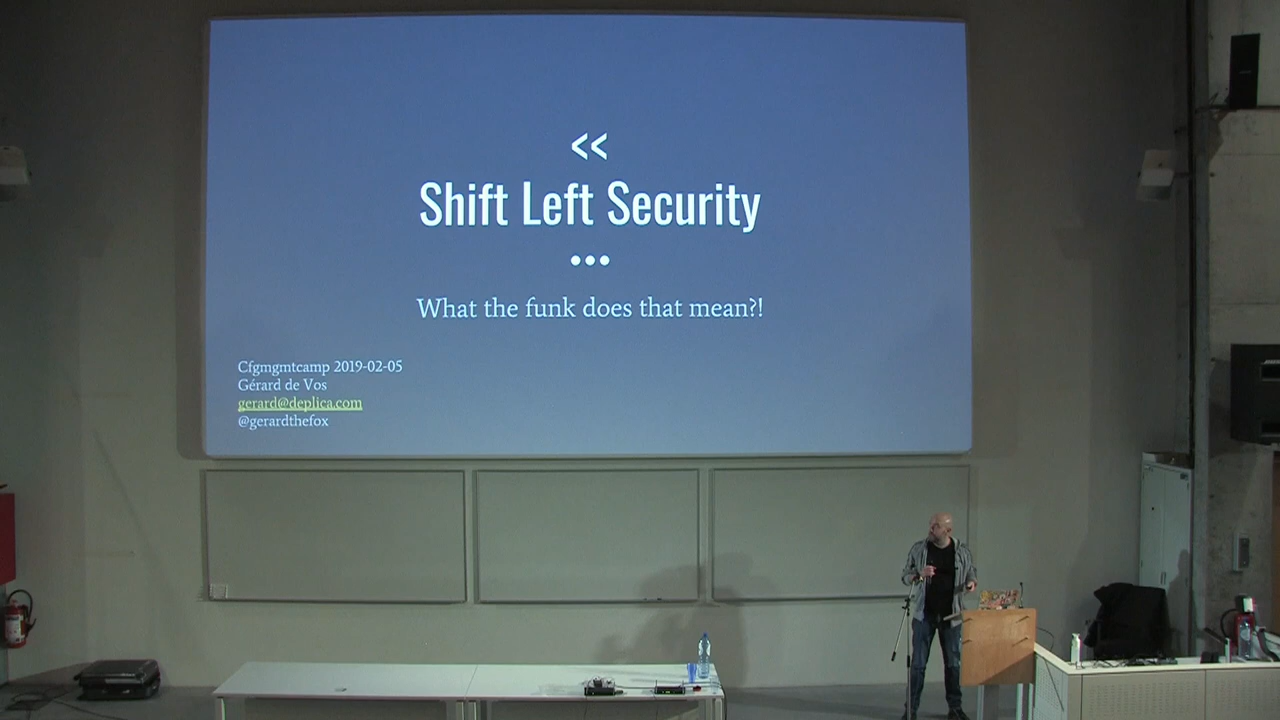 <<
Shift Left Security
...
What the funk does that mean?!
Cfgmgmtcamp 2019-02-05
Gérard de Vos
gerard@deplica.com
@gerardthefox